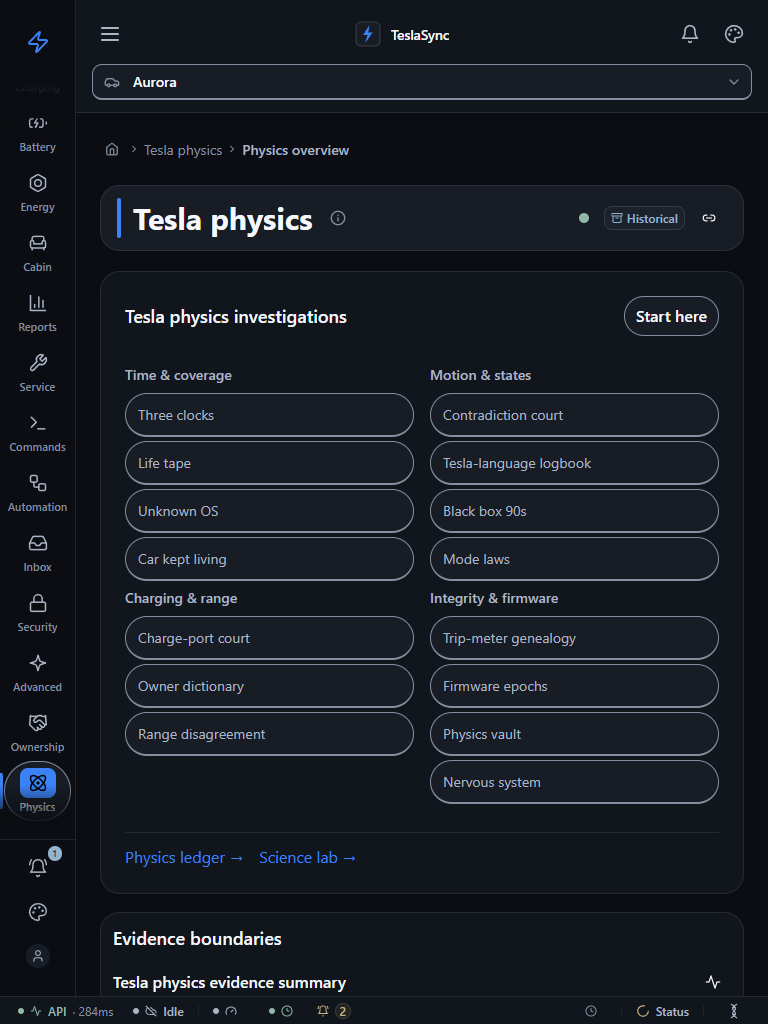 TeslaSync
Aurora
Charging
Battery
Energy
Cabin
Reports
Service
Commands
Automation
Inbox
Security
Advanced
Ownership
Physics
1
Tesla physics
Physics overview
Tesla physics
Historical
Tesla physics investigations
Start here
Time & coverage
Three clocks
Life tape
Unknown OS
Car kept living
Motion & states
Contradiction court
Tesla-language logbook
Black box 90s
Mode laws
Charging & range
Charge-port court
Owner dictionary
Range disagreement
Integrity & firmware
Trip-meter genealogy
Firmware epochs
Physics vault
Nervous system
Physics ledger →
Science lab →
Evidence boundaries
Tesla physics evidence summary
API · 284ms
Idle
2
Status